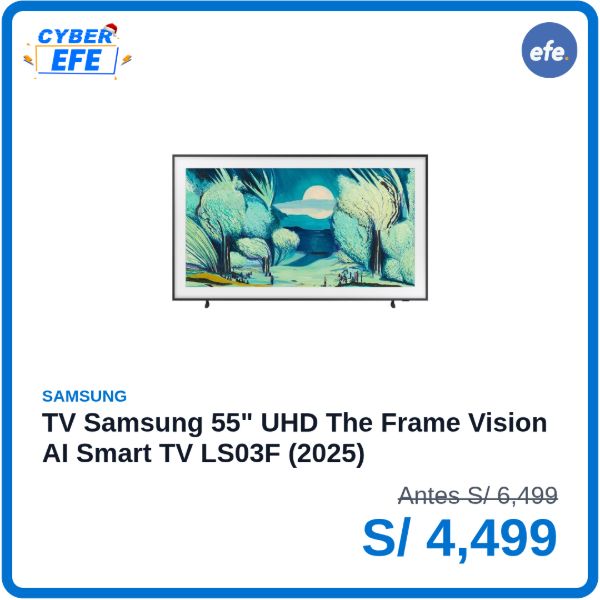 CYBER
EFE
efe.
SAMSUNG
TV Samsung 55" UHD The Frame Vision
AI Smart TV LS03F (2025)
Antes S/ 6,499
S/ 4,499